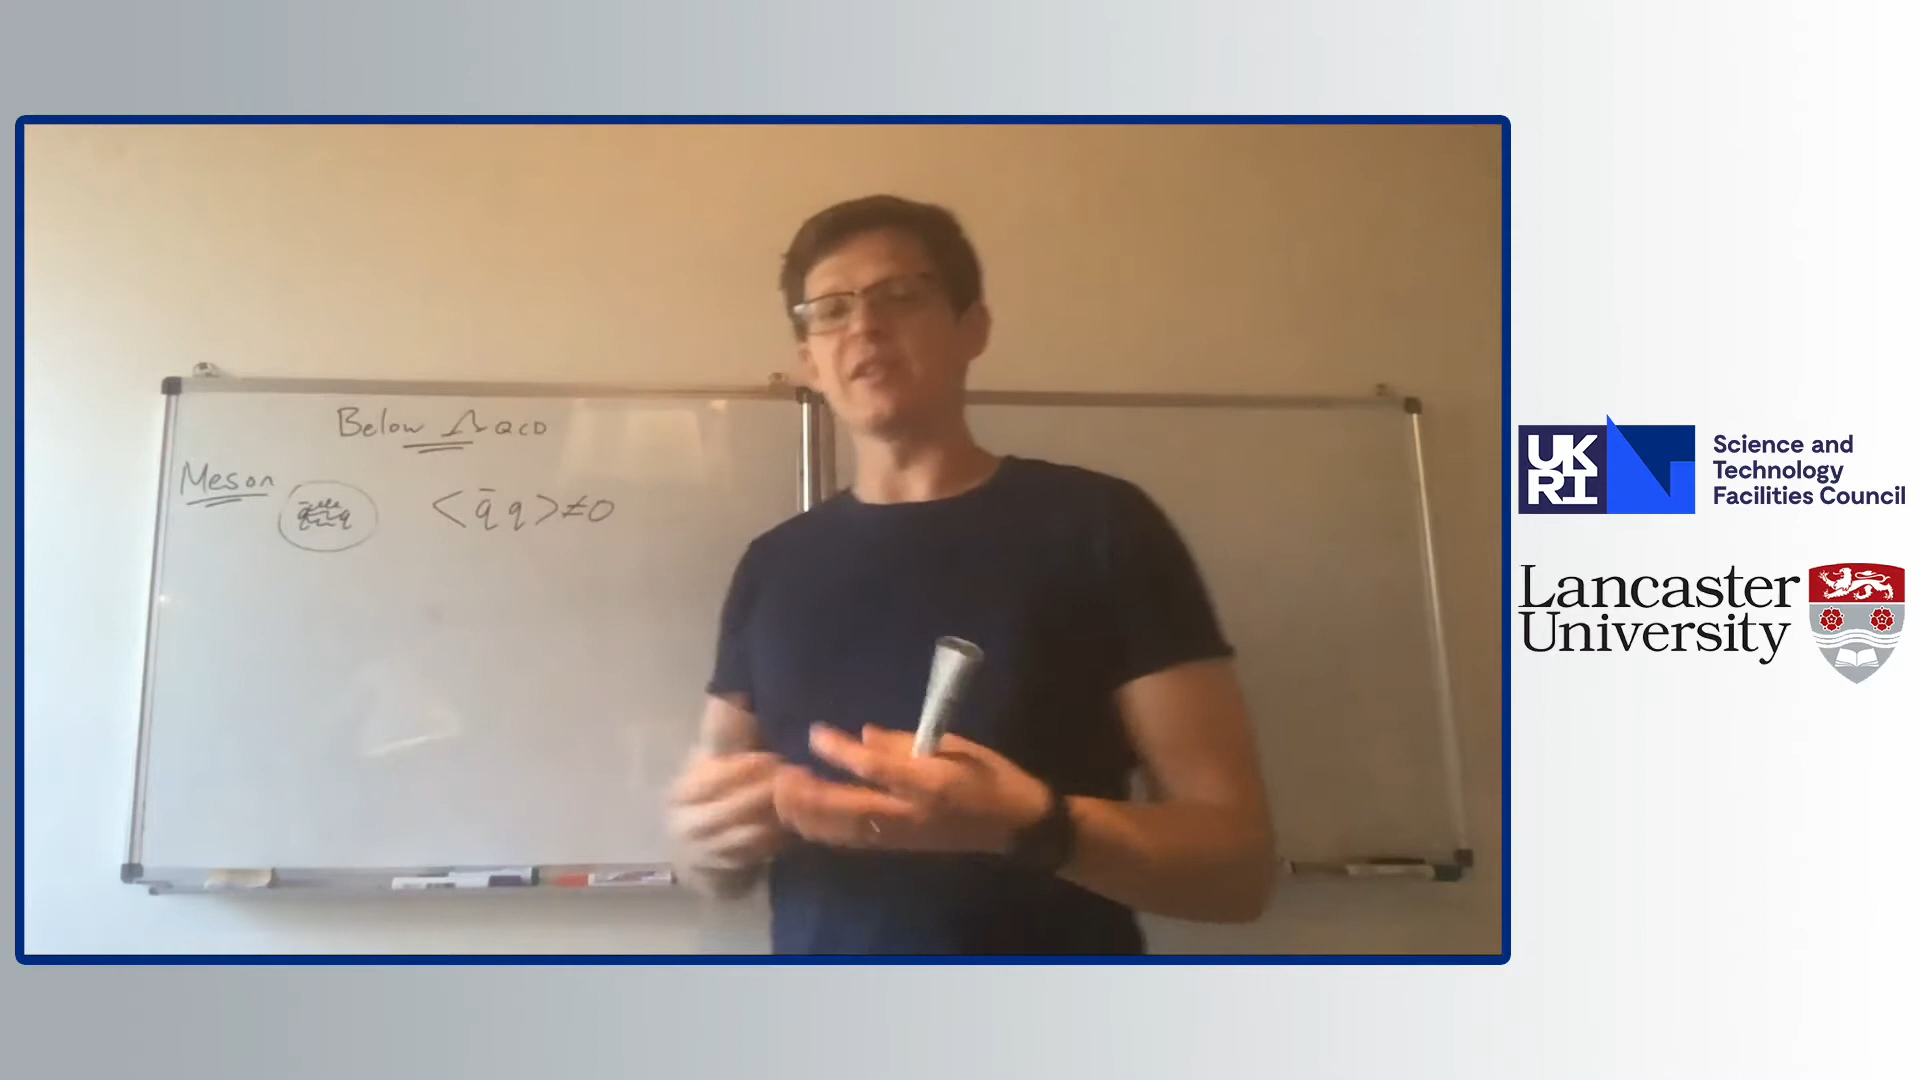 Below Λ QCD
Meson
q̄ q
< q̄ q > ≠ 0
UK
RI
Science and
Technology
Facilities Council
Lancaster
University